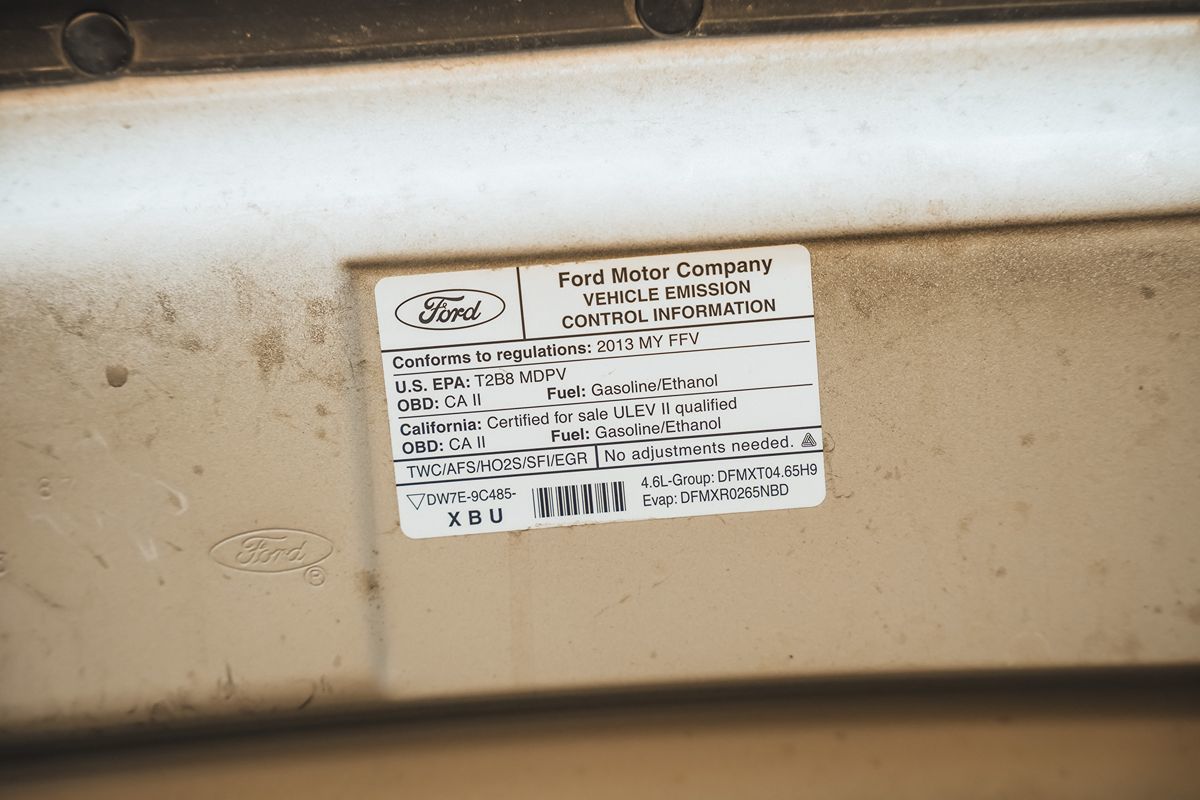 Ford
Ford Motor Company
VEHICLE EMISSION
CONTROL INFORMATION
Conforms to regulations: 2013 MY FFV
U.S. EPA: T2B8 MDPV
OBD: CA II Fuel: Gasoline/Ethanol
California: Certified for sale ULEV II qualified
OBD: CA II Fuel: Gasoline/Ethanol
TWC/AFS/HO2S/SFI/EGR No adjustments needed.
DW7E-9C485-
XBU
4.6L-Group: DFMXT04.65H9
Evap: DFMXR0265NBD
Ford
®
8